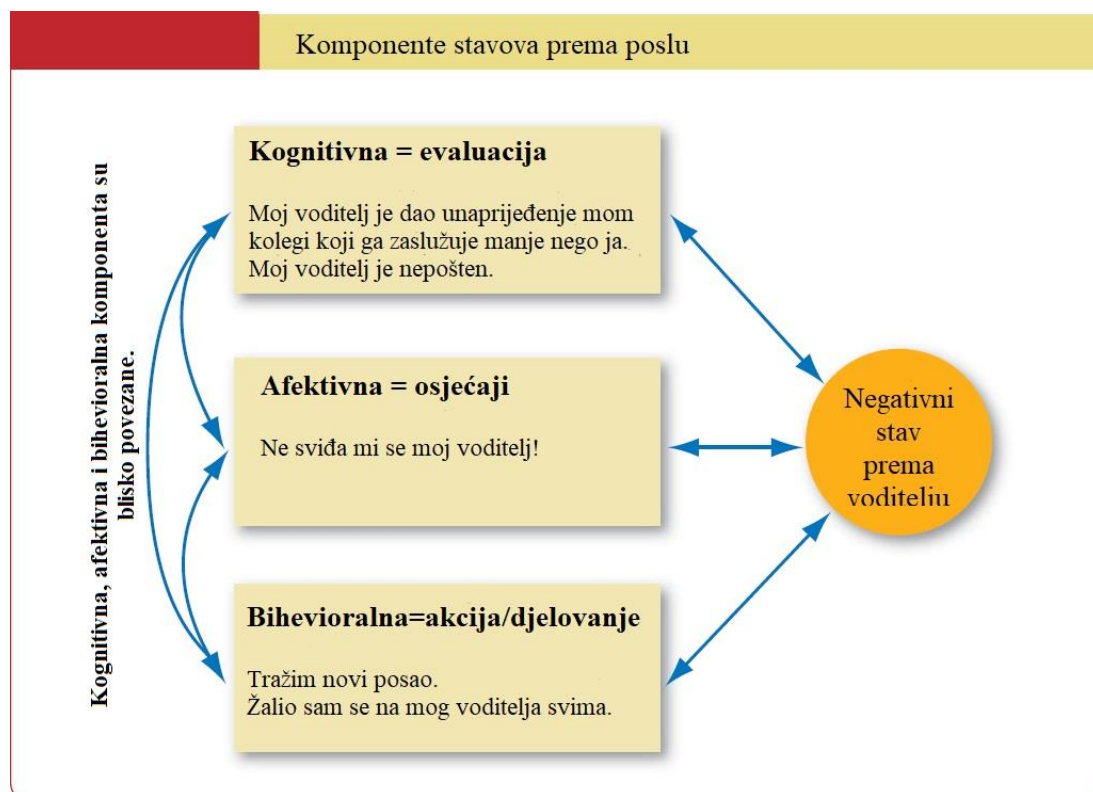 Komponente stavova prema poslu
Kognitivna, afektivna i bihevioralna komponenta su
blisko povezane.
Kognitivna = evaluacija
Moj voditelj je dao unaprijeđenje mom
kolegi koji ga zaslužuje manje nego ja.
Moj voditelj je nepošten.
Afektivna = osjećaji
Ne sviđa mi se moj voditelj!
Bihevioralna=akcija/djelovanje
Tražim novi posao.
Žalio sam se na mog voditelja svima.
Negativni
stav
prema
voditelju